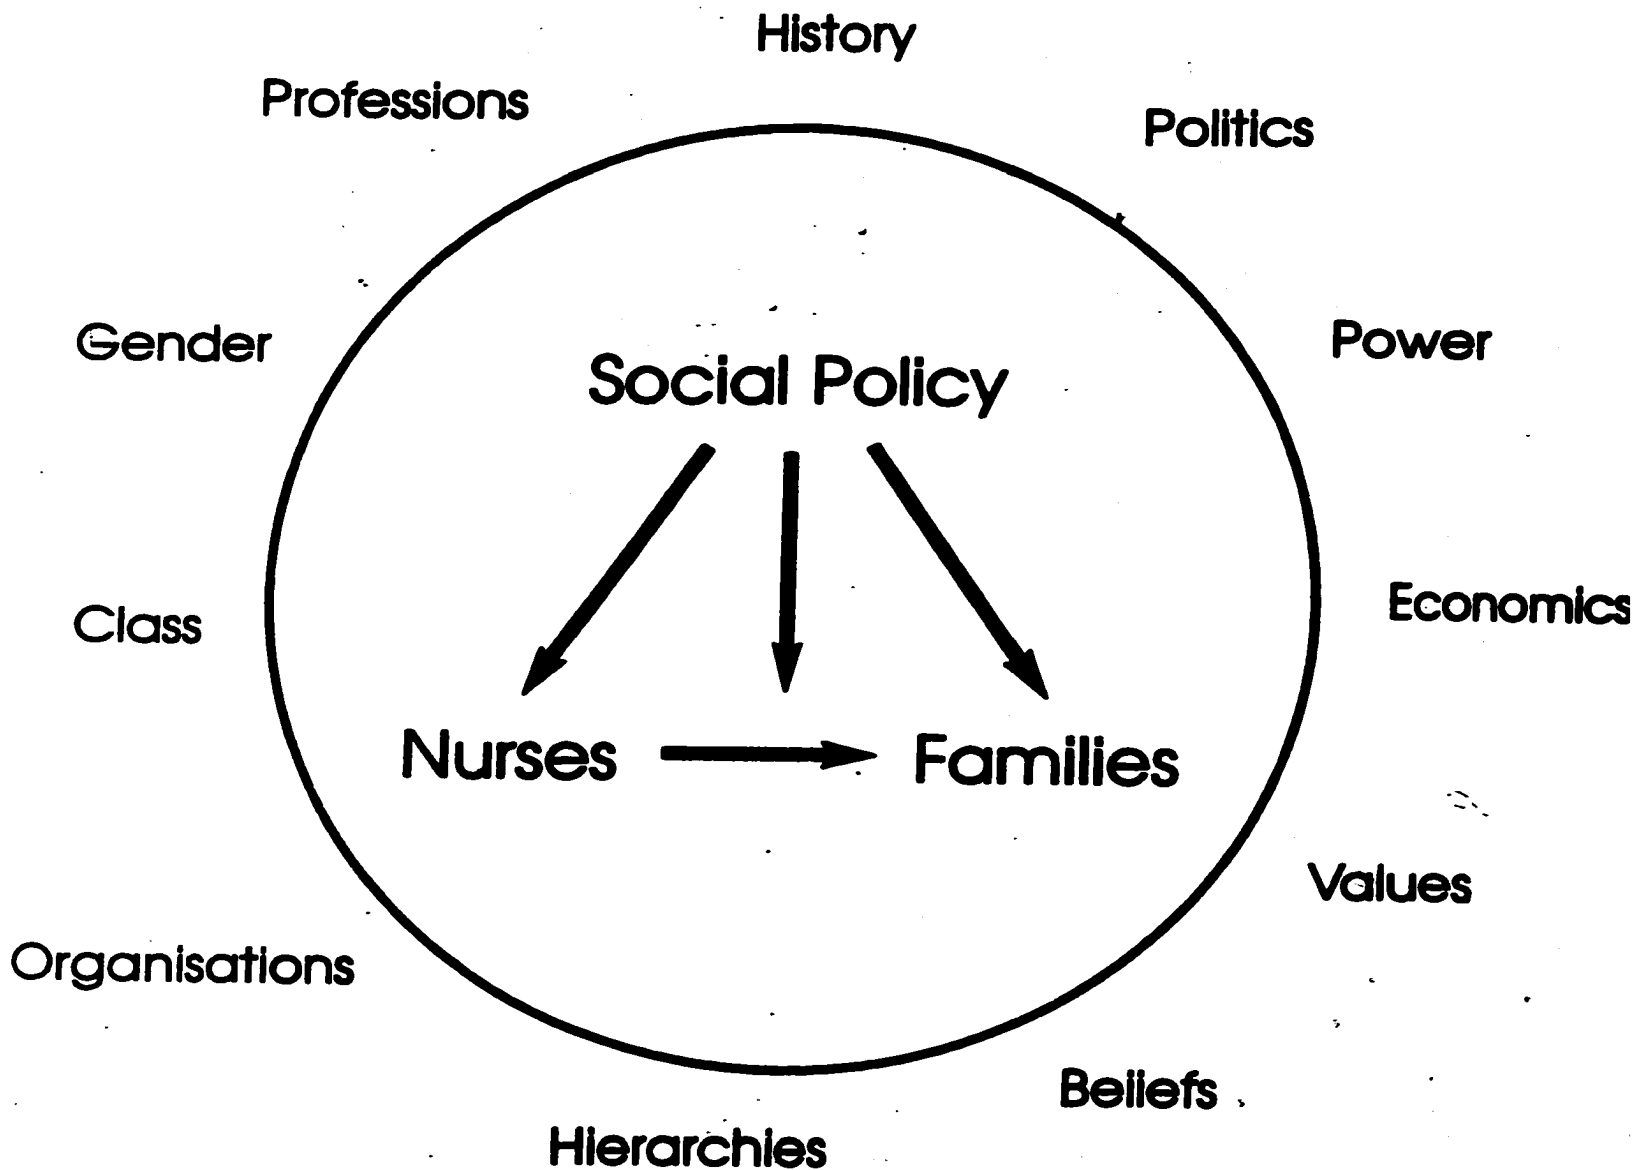 History
Professions
Politics
Gender
Power
Social Policy
Class
Economics
Nurses
Families
Values
Organisations
Beliefs
Hierarchies